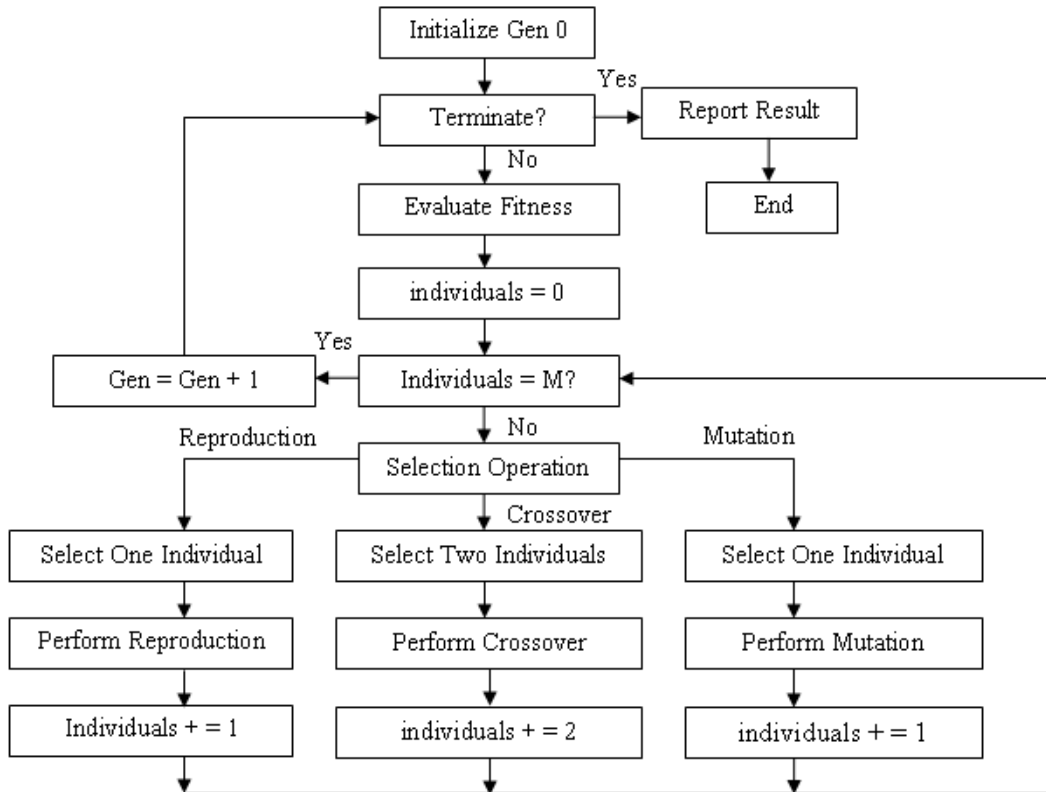 Initialize Gen 0
Yes
Terminate?
Report Result
No
End
Evaluate Fitness
individuals = 0
Yes
Gen = Gen + 1
Individuals = M?
No
Reproduction
Mutation
Selection Operation
Crossover
Select One Individual
Select Two Individuals
Select One Individual
Perform Reproduction
Perform Crossover
Perform Mutation
Individuals + = 1
individuals + = 2
individuals + = 1